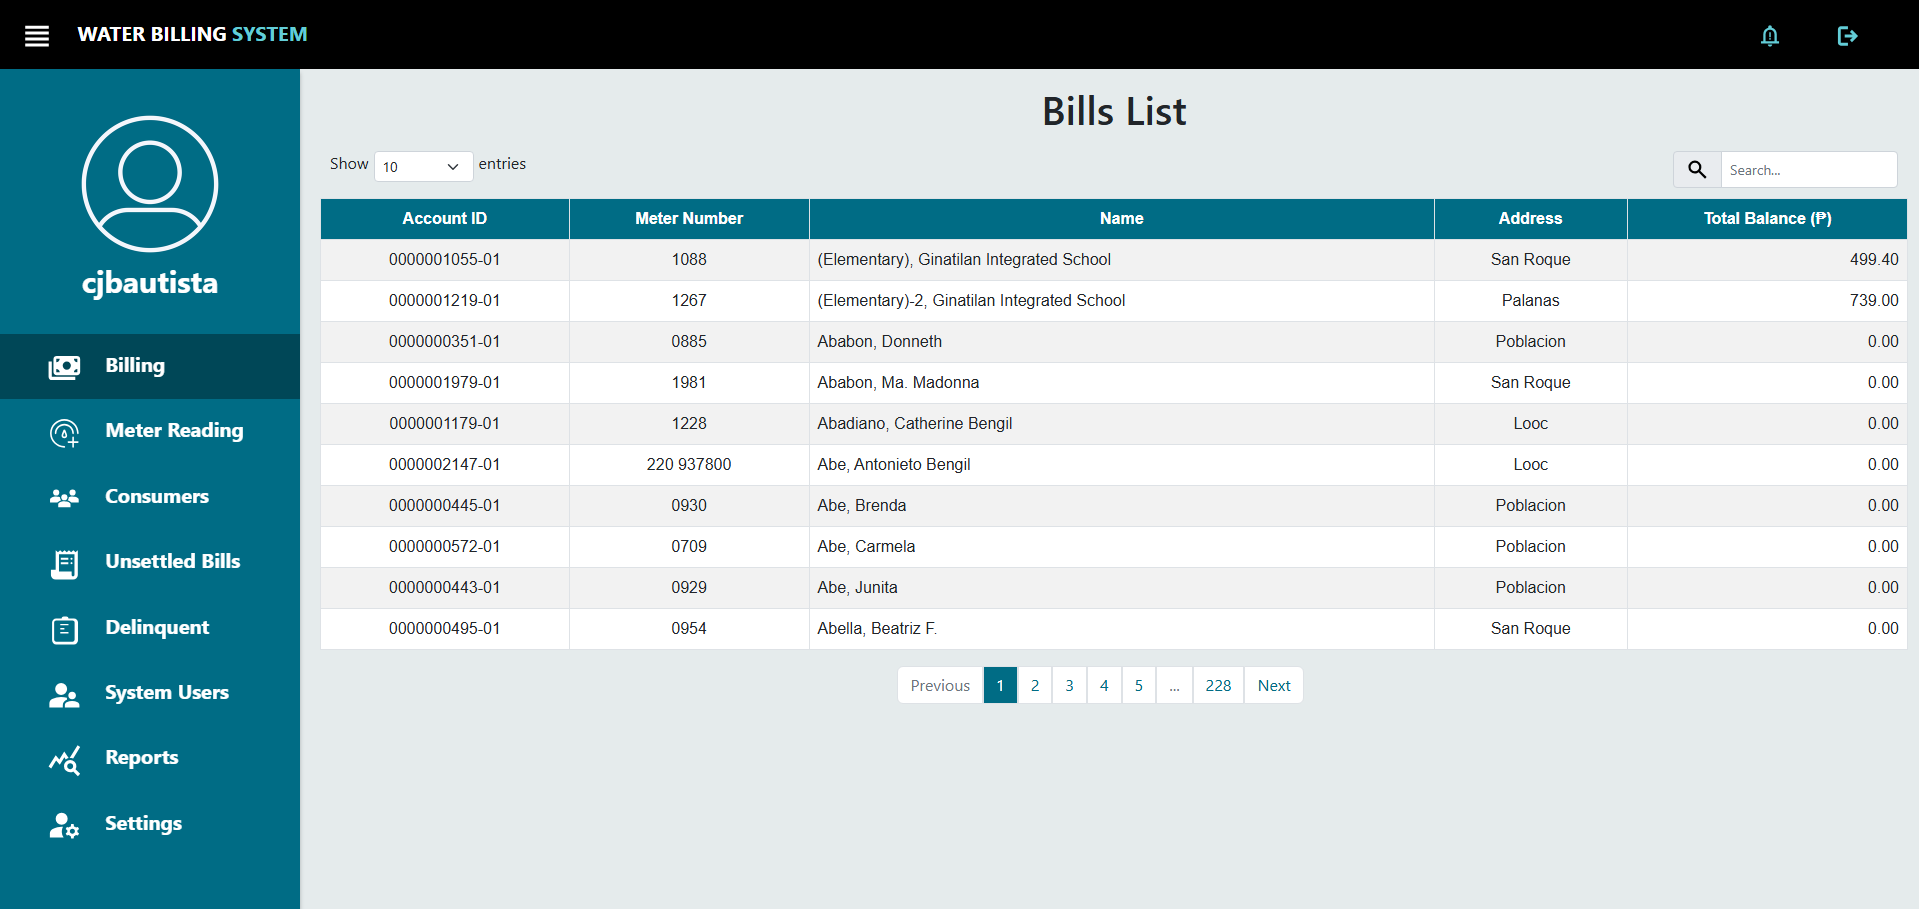 WATER BILLING SYSTEM
cjbautista
Billing
Meter Reading
Consumers
Unsettled Bills
Delinquent
System Users
Reports
Settings
Bills List
Show 10 entries
Search...
Account ID Meter Number Name Address Total Balance (₱)
0000001055-01 1088 (Elementary), Ginatilan Integrated School San Roque 499.40
0000001219-01 1267 (Elementary)-2, Ginatilan Integrated School Palanas 739.00
0000000351-01 0885 Ababon, Donneth Poblacion 0.00
0000001979-01 1981 Ababon, Ma. Madonna San Roque 0.00
0000001179-01 1228 Abadiano, Catherine Bengil Looc 0.00
0000002147-01 220 937800 Abe, Antonieto Bengil Looc 0.00
0000000445-01 0930 Abe, Brenda Poblacion 0.00
0000000572-01 0709 Abe, Carmela Poblacion 0.00
0000000443-01 0929 Abe, Junita Poblacion 0.00
0000000495-01 0954 Abella, Beatriz F. San Roque 0.00
Previous 1 2 3 4 5 ... 228 Next